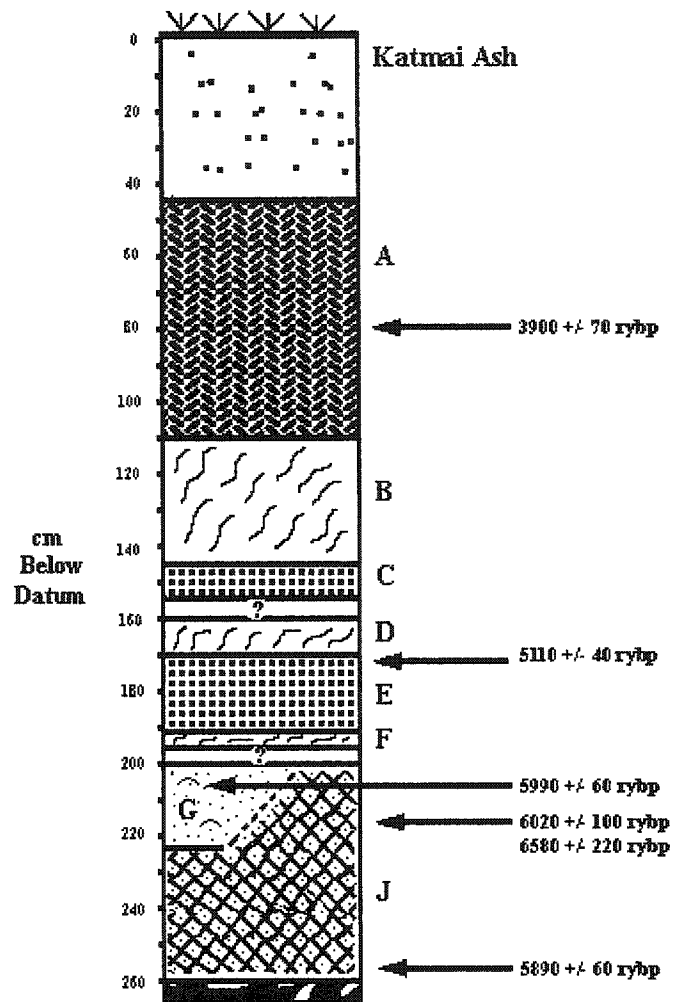 0
Katmai Ash
20
40
60
A
80
3900 +/- 70 rybp
100
120
B
cm
Below
Datum
140
C
?
160
D
5110 +/- 40 rybp
180
E
F
?
200
5990 +/- 60 rybp
G
6020 +/- 100 rybp
220
6580 +/- 220 rybp
J
240
5890 +/- 60 rybp
260